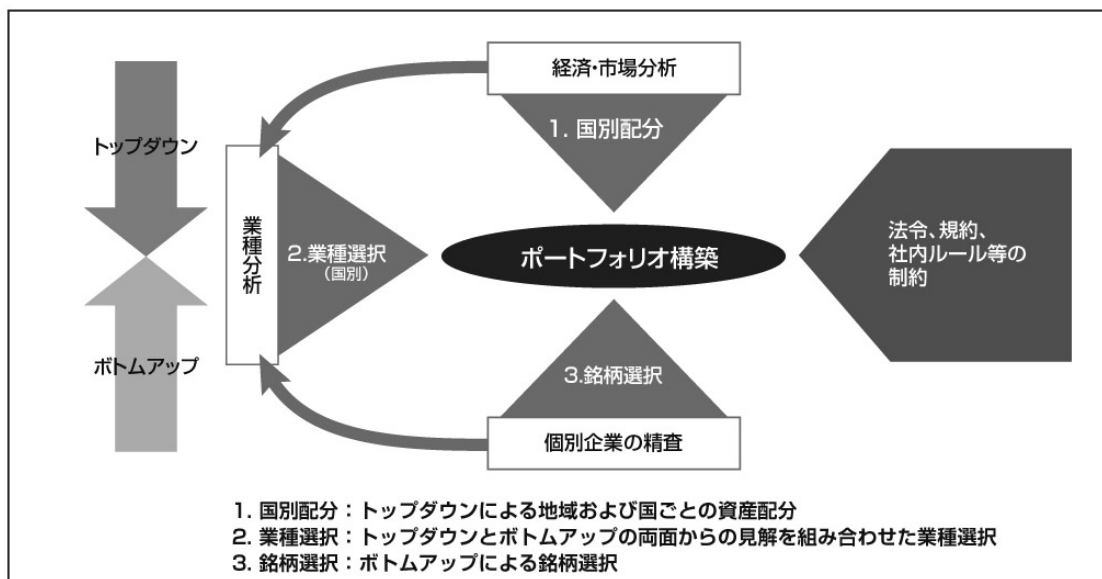 経済・市場分析
1. 国別配分
トップダウン
業種分析
2.業種選択
（国別）
ポートフォリオ構築
法令、規約、
社内ルール等の
制約
ボトムアップ
3.銘柄選択
個別企業の精査
1. 国別配分：トップダウンによる地域および国ごとの資産配分
2. 業種選択：トップダウンとボトムアップの両面からの見解を組み合わせた業種選択
3. 銘柄選択：ボトムアップによる銘柄選択